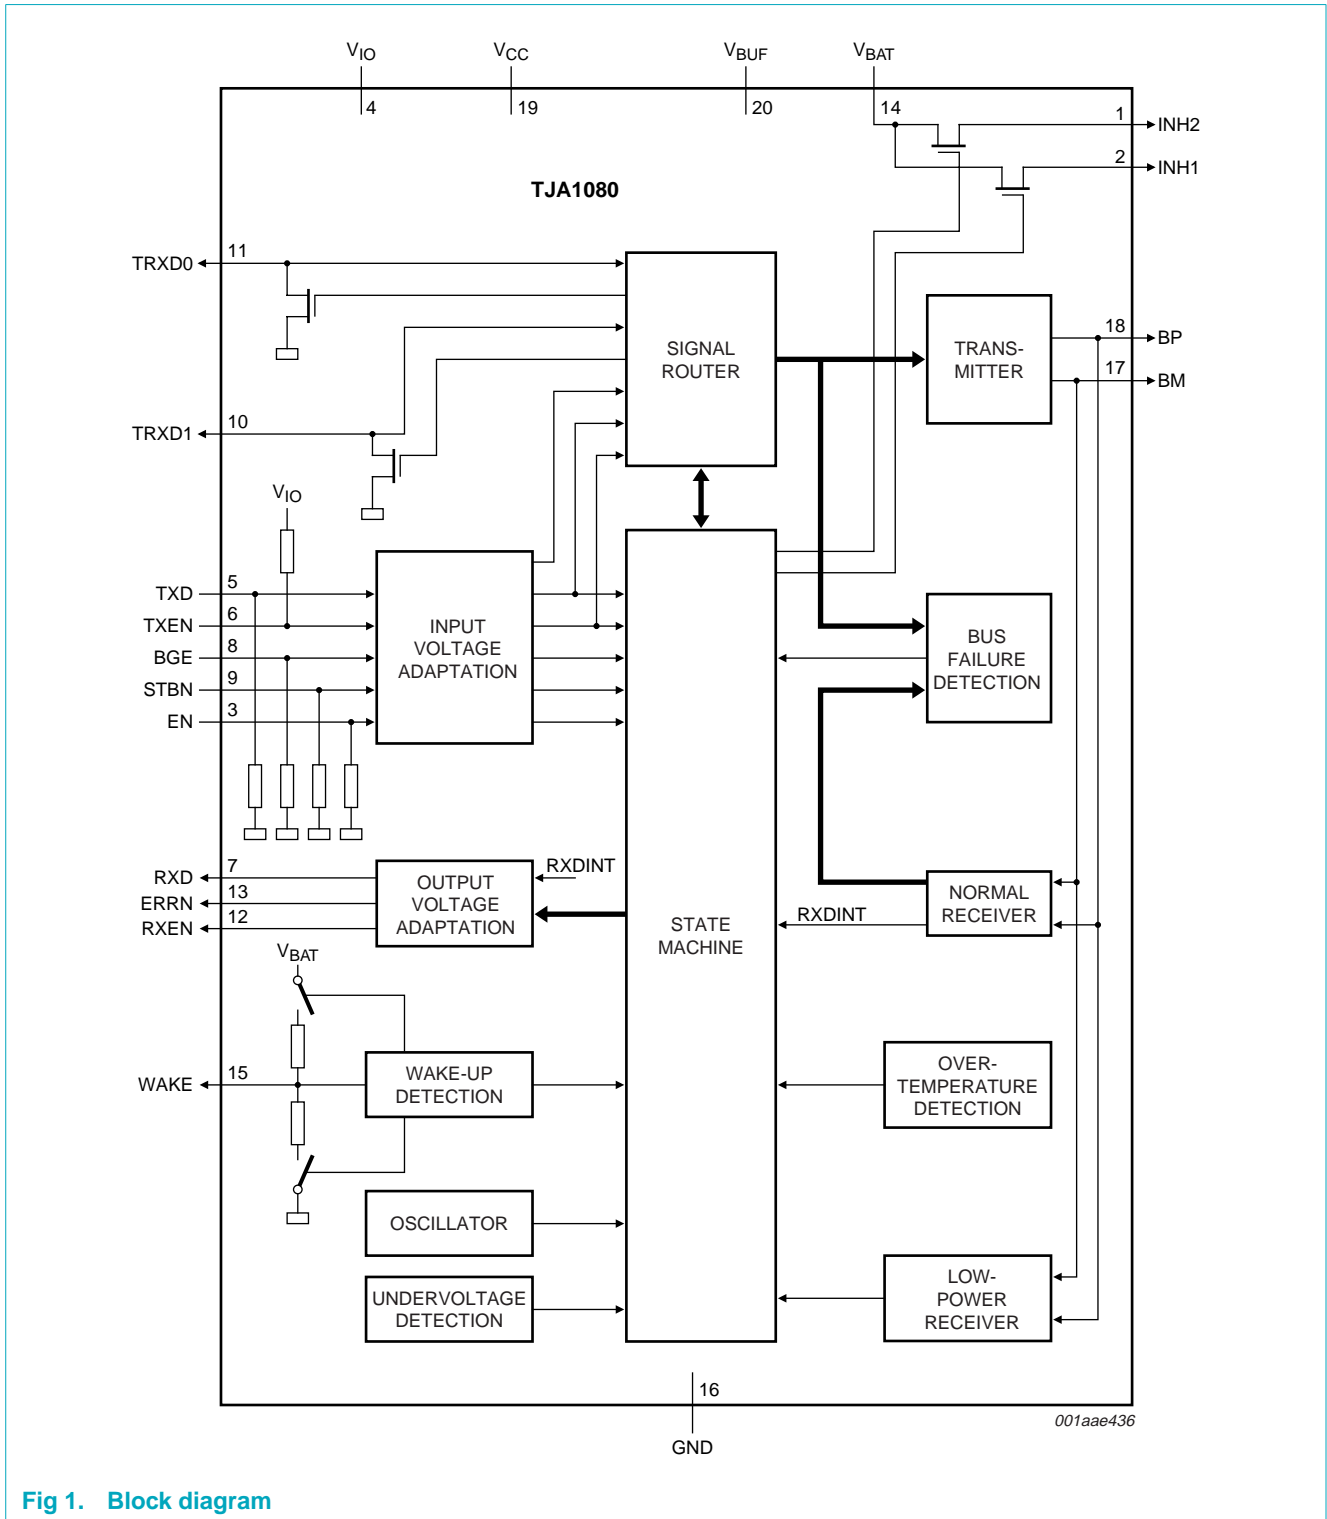 VIO VCC VBUF VBAT
4 19 20 14
1 INH2
2 INH1
TJA1080
TRXD0 11
SIGNAL
ROUTER
TRANS-
MITTER
18 BP
17 BM
TRXD1 10
VIO
TXD 5
TXEN 6
BGE 8
STBN 9
EN 3
INPUT
VOLTAGE
ADAPTATION
BUS
FAILURE
DETECTION
RXD 7
ERRN 13
RXEN 12
OUTPUT
VOLTAGE
ADAPTATION
RXDINT
STATE
MACHINE
RXDINT
NORMAL
RECEIVER
VBAT
WAKE 15
WAKE-UP
DETECTION
OVER-
TEMPERATURE
DETECTION
OSCILLATOR
UNDERVOLTAGE
DETECTION
LOW-
POWER
RECEIVER
16
GND
001aae436
Fig 1. Block diagram